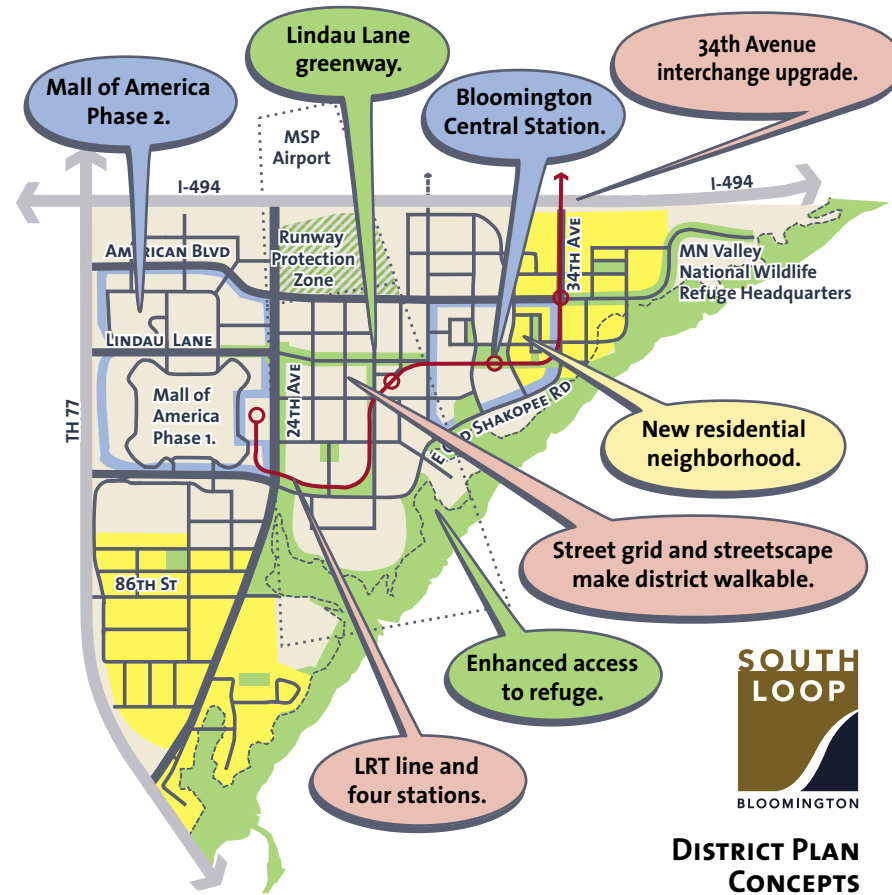 Lindau Lane
greenway.
34th Avenue
interchange upgrade.
Mall of America
Phase 2.
Bloomington
Central Station.
MSP
Airport
I-494
I-494
AMERICAN BLVD
Runway
Protection
Zone
34TH AVE
MN Valley
National Wildlife
Refuge Headquarters
LINDAU LANE
TH 77
Mall of
America
Phase 1.
24TH AVE
E OLD SHAKOPEE RD
New residential
neighborhood.
Street grid and streetscape
make district walkable.
86TH ST
Enhanced access
to refuge.
LRT line and
four stations.
SOUTH
LOOP
BLOOMINGTON
DISTRICT PLAN
CONCEPTS